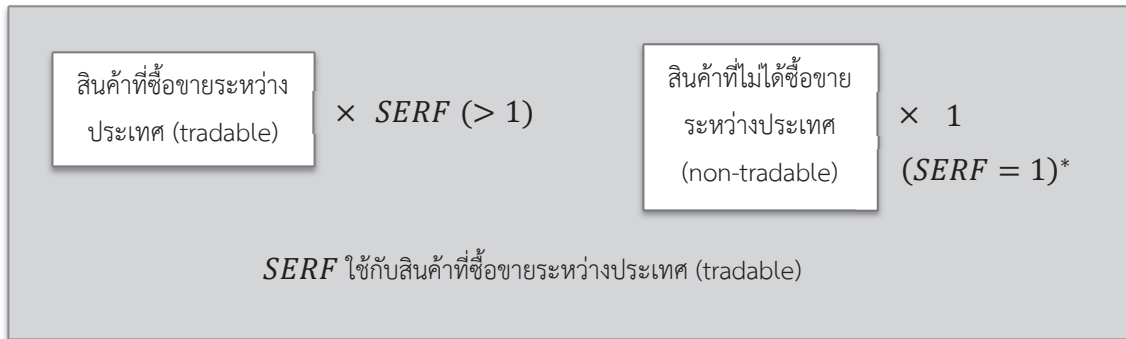 สินค้าที่ซื้อขายระหว่าง
ประเทศ (tradable)
× SERF (> 1)
สินค้าที่ไม่ได้ซื้อขาย
ระหว่างประเทศ
(non-tradable)
× 1
(SERF = 1)*
SERF ใช้กับสินค้าที่ซื้อขายระหว่างประเทศ (tradable)